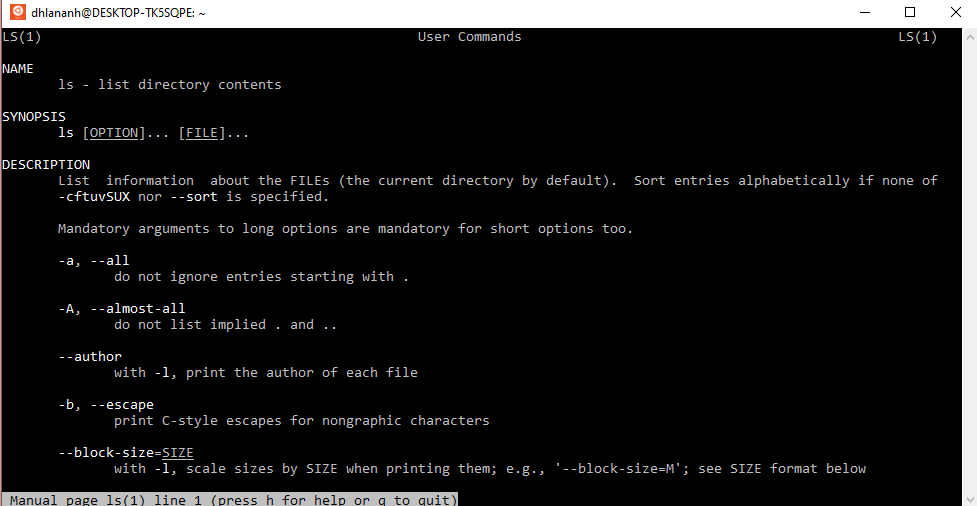 dhlananh@DESKTOP-TK5SQPE: ~
LS(1) User Commands LS(1)
NAME
ls - list directory contents
SYNOPSIS
ls [OPTION]... [FILE]...
DESCRIPTION
List information about the FILEs (the current directory by default). Sort entries alphabetically if none of
-cftuvSUX nor --sort is specified.
Mandatory arguments to long options are mandatory for short options too.
-a, --all
do not ignore entries starting with .
-A, --almost-all
do not list implied . and ..
--author
with -l, print the author of each file
-b, --escape
print C-style escapes for nongraphic characters
--block-size=SIZE
with -l, scale sizes by SIZE when printing them; e.g., '--block-size=M'; see SIZE format below
Manual page ls(1) line 1 (press h for help or q to quit)